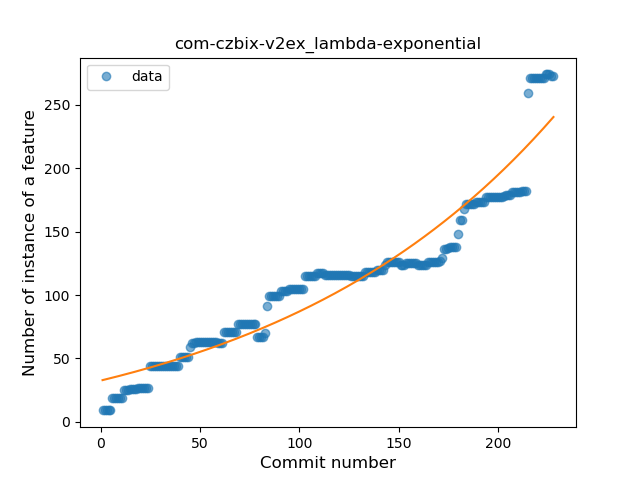 com-czbix-v2ex_lambda-exponential
data
Number of instance of a feature
250
200
150
100
50
0
0 50 100 150 200
Commit number